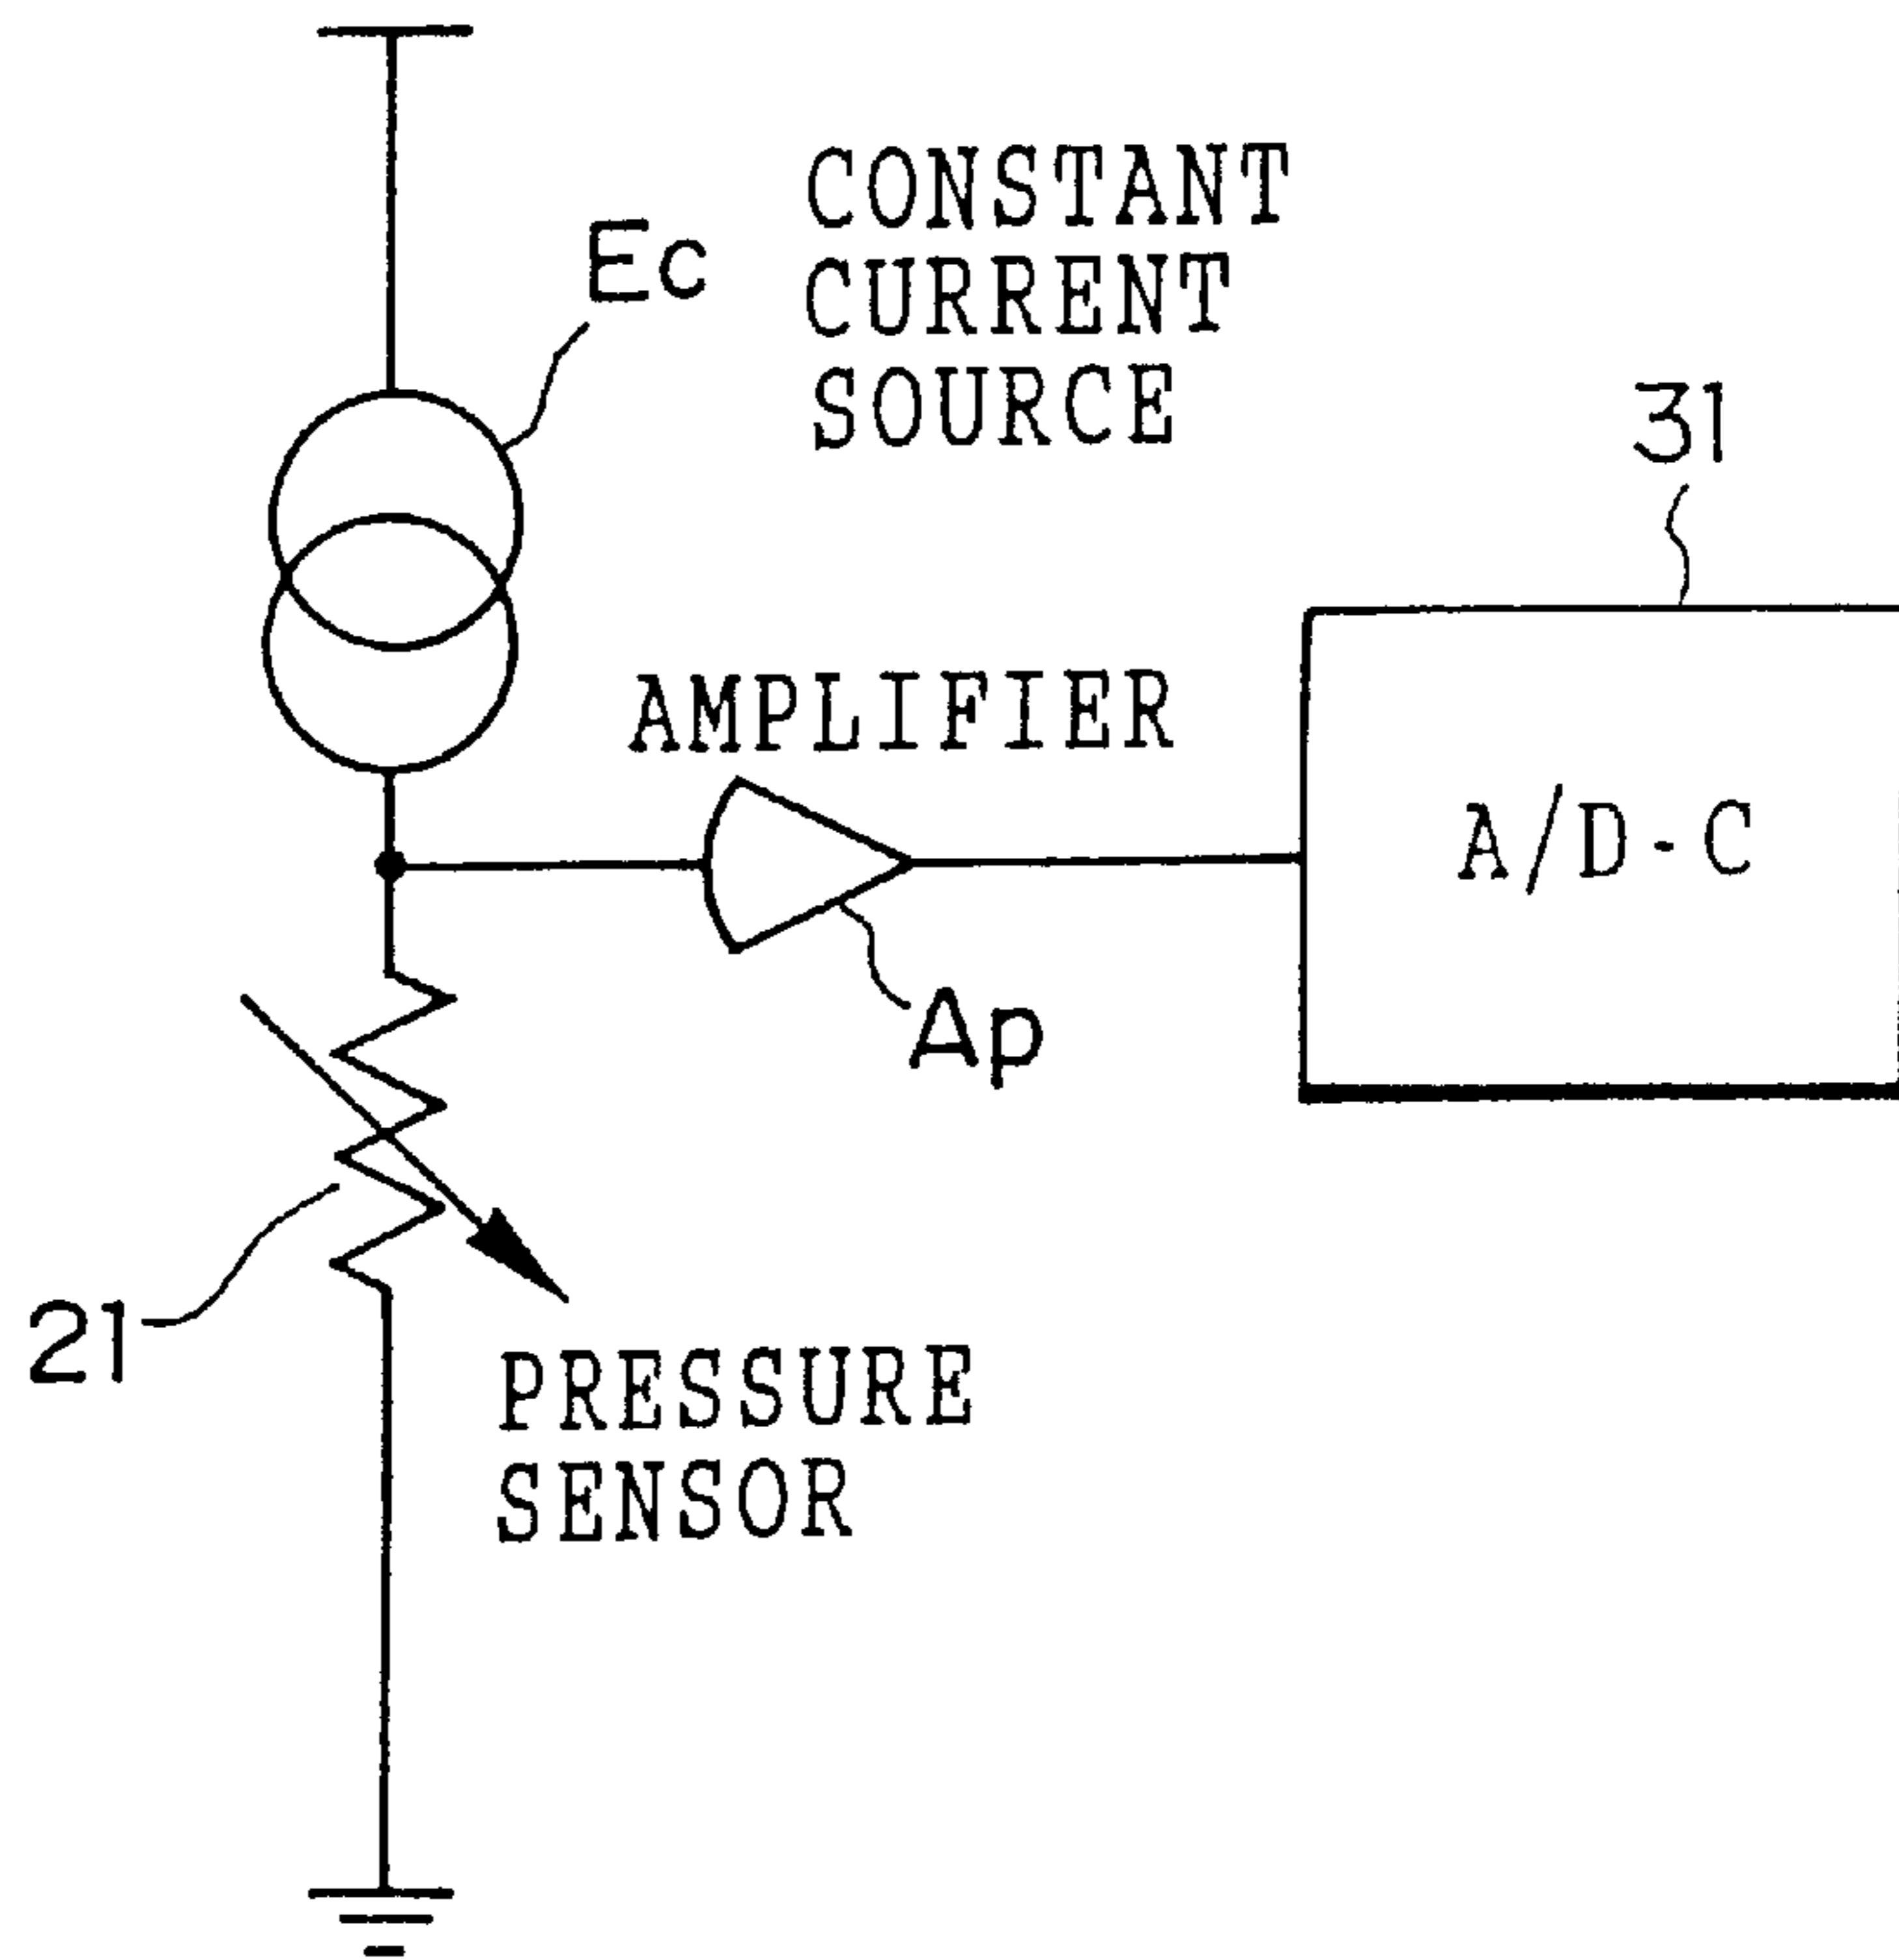 Ec
CONSTANT
CURRENT
SOURCE
31
AMPLIFIER
A/D-C
Ap
21
PRESSURE
SENSOR